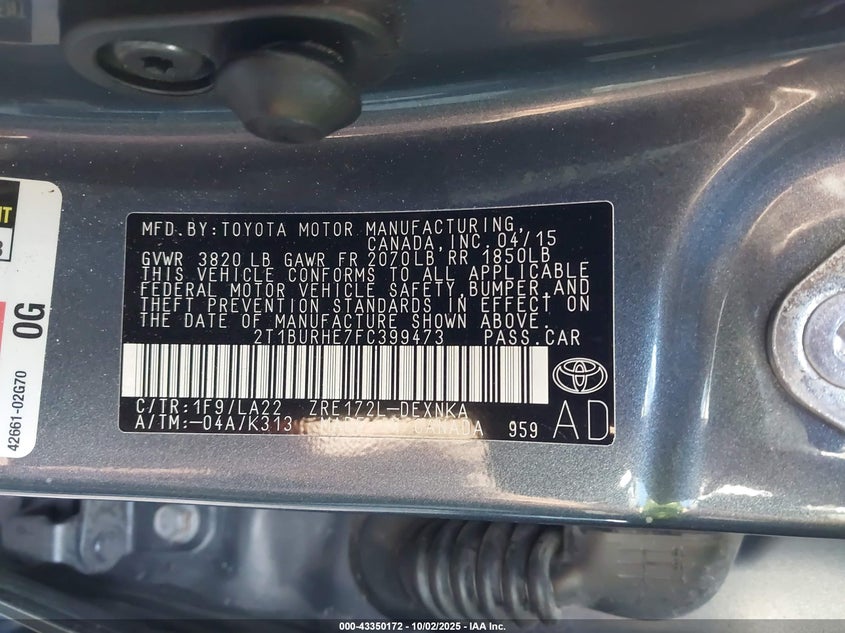 MFD. BY: TOYOTA MOTOR MANUFACTURING,
CANADA, INC. 04/15
GVWR 3820 LB GAWR FR 2070LB RR 1850LB
THIS VEHICLE CONFORMS TO ALL APPLICABLE
FEDERAL MOTOR VEHICLE SAFETY, BUMPER, AND
THEFT PREVENTION STANDARDS IN EFFECT ON
THE DATE OF MANUFACTURE SHOWN ABOVE.
2T1BURHE7FC399473 PASS.CAR
C/TR: 1F9/LA22 ZRE172L-DEXNKA
A/TM:-04A/K313 CANADA 959
AD
0G
42661-02G70
000-43350172 - 10/02/2025 - IAA Inc.